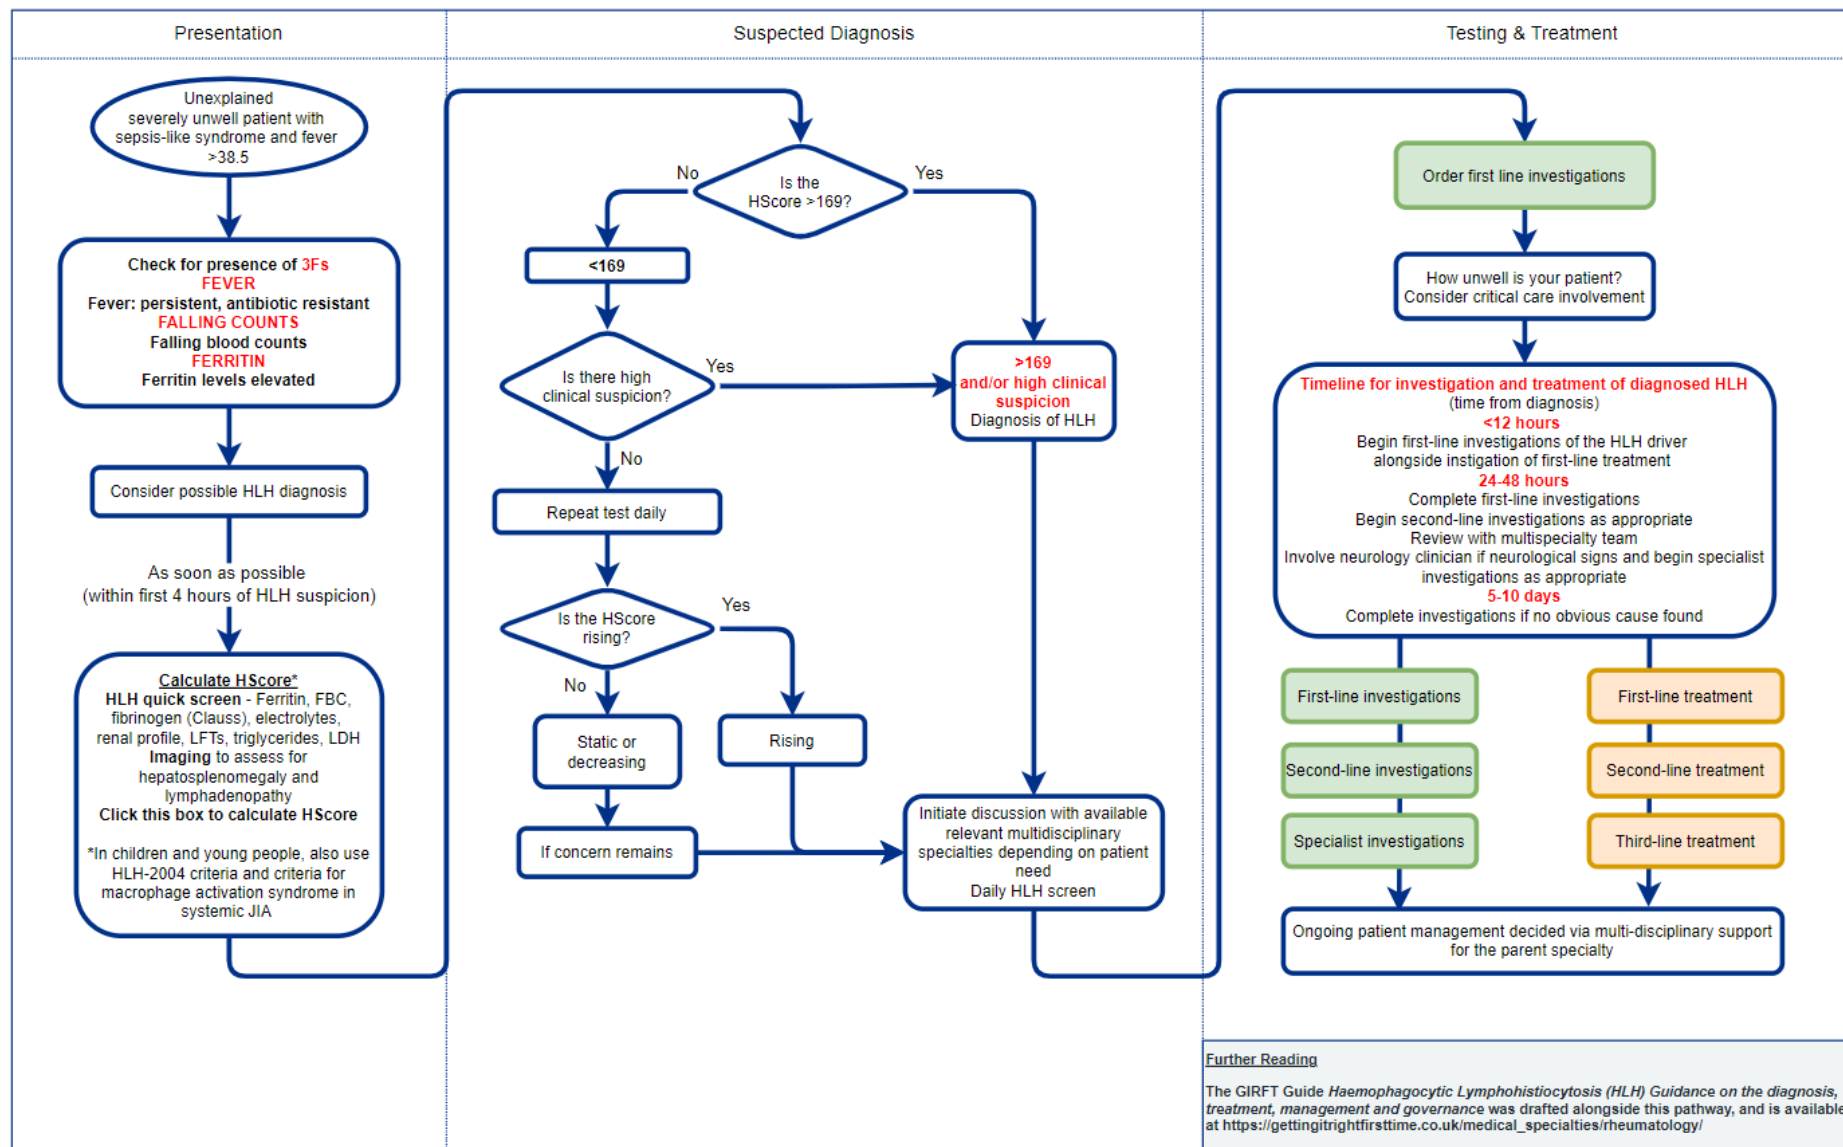 Presentation
Suspected Diagnosis
Testing & Treatment
Unexplained
severely unwell patient with
sepsis-like syndrome and fever
>38.5
Check for presence of 3Fs
FEVER
Fever: persistent, antibiotic resistant
FALLING COUNTS
Falling blood counts
FERRITIN
Ferritin levels elevated
Consider possible HLH diagnosis
As soon as possible
(within first 4 hours of HLH suspicion)
Calculate HScore*
HLH quick screen - Ferritin, FBC,
fibrinogen (Clauss), electrolytes,
renal profile, LFTs, triglycerides, LDH
Imaging to assess for
hepatosplenomegaly and
lymphadenopathy
Click this box to calculate HScore
*In children and young people, also use
HLH-2004 criteria and criteria for
macrophage activation syndrome in
systemic JIA
Is the
HScore >169?
No
Yes
<169
Is there high
clinical suspicion?
Yes
No
>169
and/or high clinical
suspicion
Diagnosis of HLH
Repeat test daily
Is the HScore
rising?
Yes
No
Static or
decreasing
Rising
If concern remains
Initiate discussion with available
relevant multidisciplinary
specialties depending on patient
need
Daily HLH screen
Order first line investigations
How unwell is your patient?
Consider critical care involvement
Timeline for investigation and treatment of diagnosed HLH
(time from diagnosis)
<12 hours
Begin first-line investigations of the HLH driver
alongside instigation of first-line treatment
24-48 hours
Complete first-line investigations
Begin second-line investigations as appropriate
Review with multispecialty team
Involve neurology clinician if neurological signs and begin specialist
investigations as appropriate
5-10 days
Complete investigations if no obvious cause found
First-line investigations
First-line treatment
Second-line investigations
Second-line treatment
Specialist investigations
Third-line treatment
Ongoing patient management decided via multi-disciplinary support
for the parent specialty
Further Reading
The GIRFT Guide Haemophagocytic Lymphohistiocytosis (HLH) Guidance on the diagnosis,
treatment, management and governance was drafted alongside this pathway, and is available
at https://gettingitrightfirsttime.co.uk/medical_specialties/rheumatology/